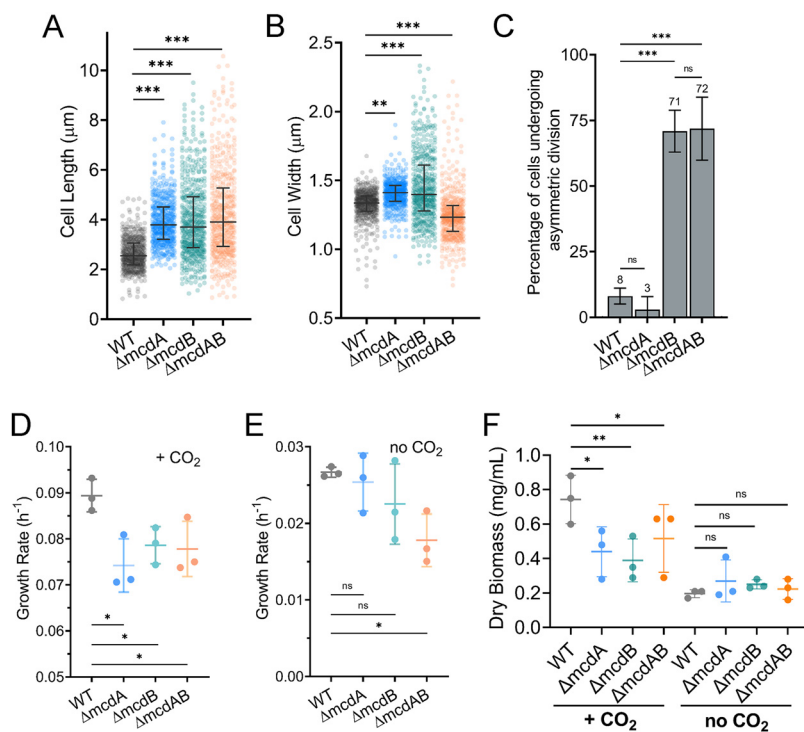 A
Cell Length (μm)
10
8
6
4
2
0
***
***
***
WT
ΔmcdA
ΔmcdB
ΔmcdAB
B
Cell Width (μm)
2.5
2.0
1.5
1.0
0.5
***
***
**
WT
ΔmcdA
ΔmcdB
ΔmcdAB
C
Percentage of cells undergoing
asymmetric division
100
75
50
25
0
***
***
ns
71
72
ns
8
3
WT
ΔmcdA
ΔmcdB
ΔmcdAB
D
+ CO2
Growth Rate (h-1)
0.10
0.09
0.08
0.07
0.06
0.05
*
*
*
WT
ΔmcdA
ΔmcdB
ΔmcdAB
E
no CO2
Growth Rate (h-1)
0.03
0.02
0.01
0.00
ns
ns
*
WT
ΔmcdA
ΔmcdB
ΔmcdAB
F
Dry Biomass (mg/mL)
1.0
0.8
0.6
0.4
0.2
0.0
*
**
*
ns
ns
ns
WT
ΔmcdA
ΔmcdB
ΔmcdAB
WT
ΔmcdA
ΔmcdB
ΔmcdAB
+ CO2
no CO2